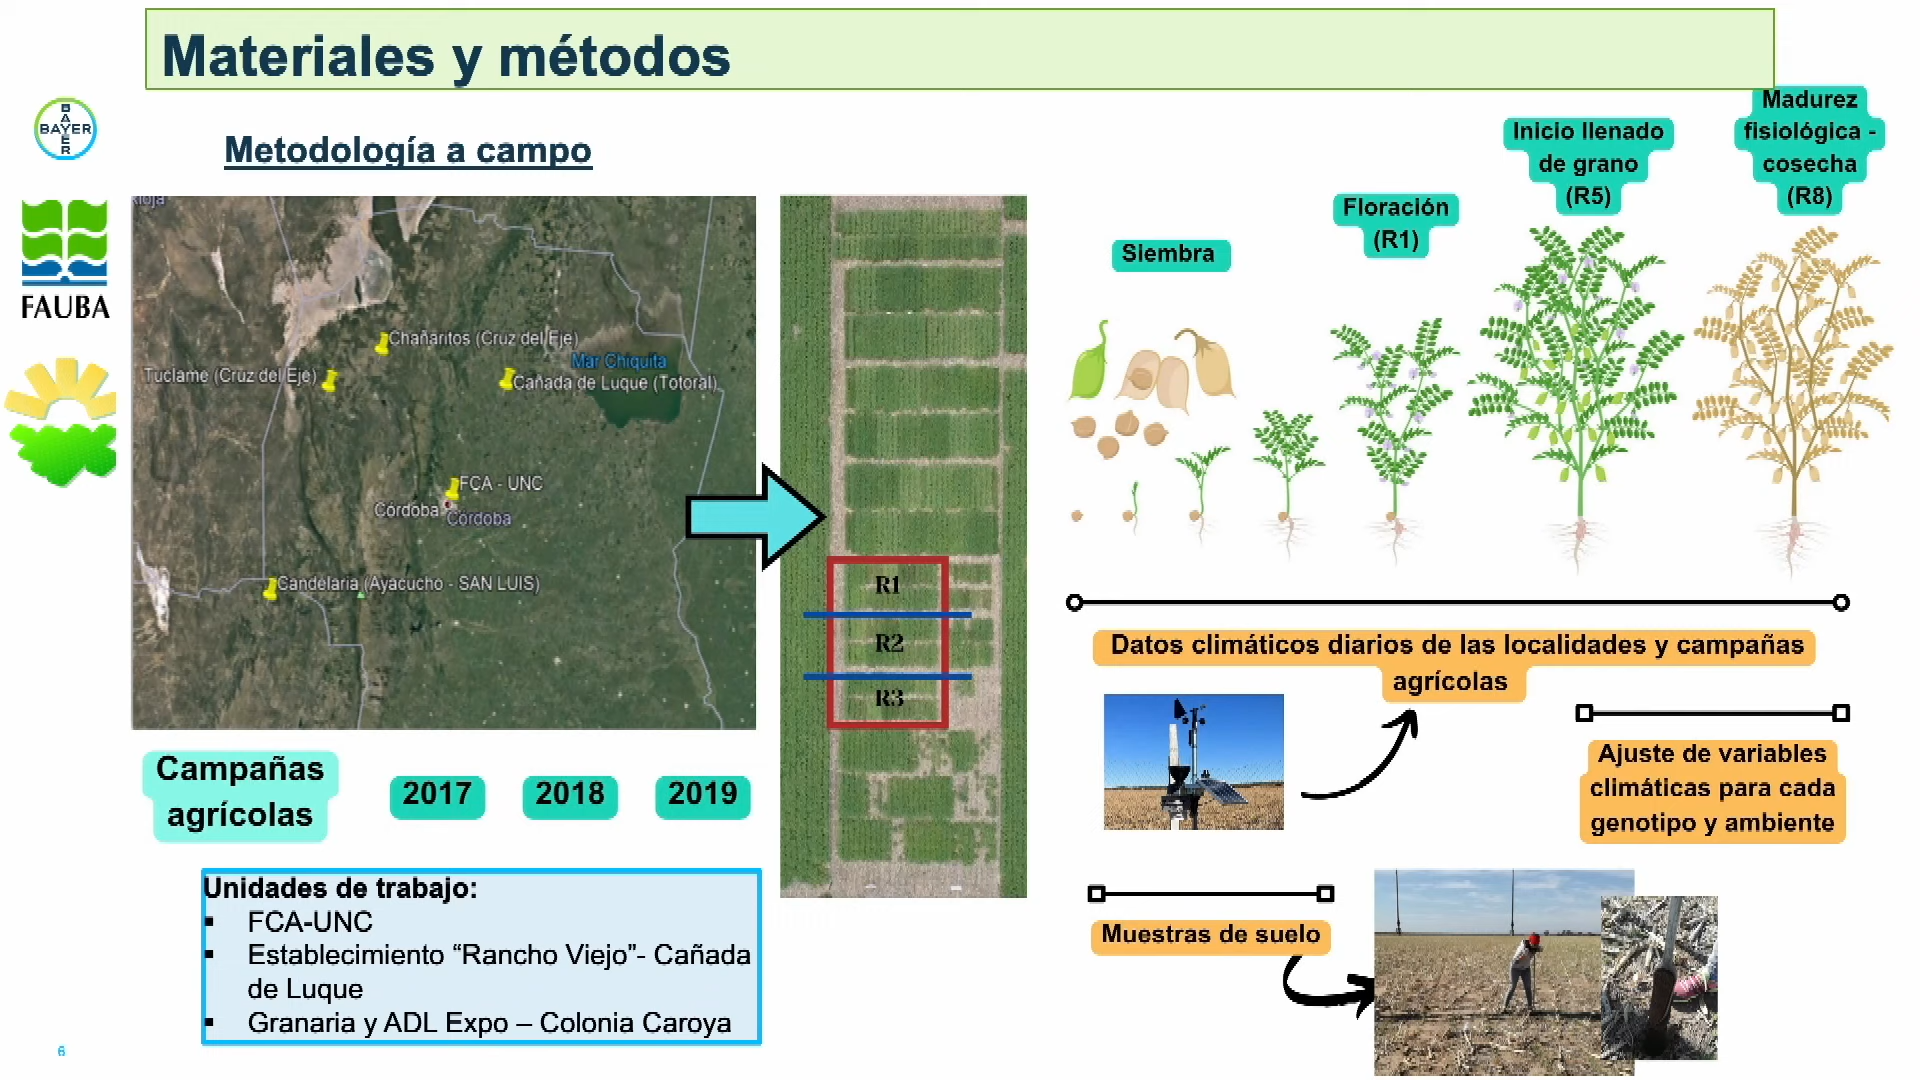 Materiales y métodos
BAYER
BAYER
FAUBA
Metodología a campo
Rioja
Chañaritos (Cruz del Eje)
Mar Chiquita
Tuclame (Cruz del Eje)
Cañada de Luque (Totoral)
FCA - UNC
Córdoba
Córdoba
Candelaria (Ayacucho - SAN LUIS)
Campañas
agrícolas
2017
2018
2019
Unidades de trabajo:
▪ FCA-UNC
▪ Establecimiento “Rancho Viejo”- Cañada
de Luque
▪ Granaria y ADL Expo – Colonia Caroya
R1
R2
R3
Siembra
Floración
(R1)
Inicio llenado
de grano
(R5)
Madurez
fisiológica -
cosecha
(R8)
Datos climáticos diarios de las localidades y campañas
agrícolas
Ajuste de variables
climáticas para cada
genotipo y ambiente
Muestras de suelo
6